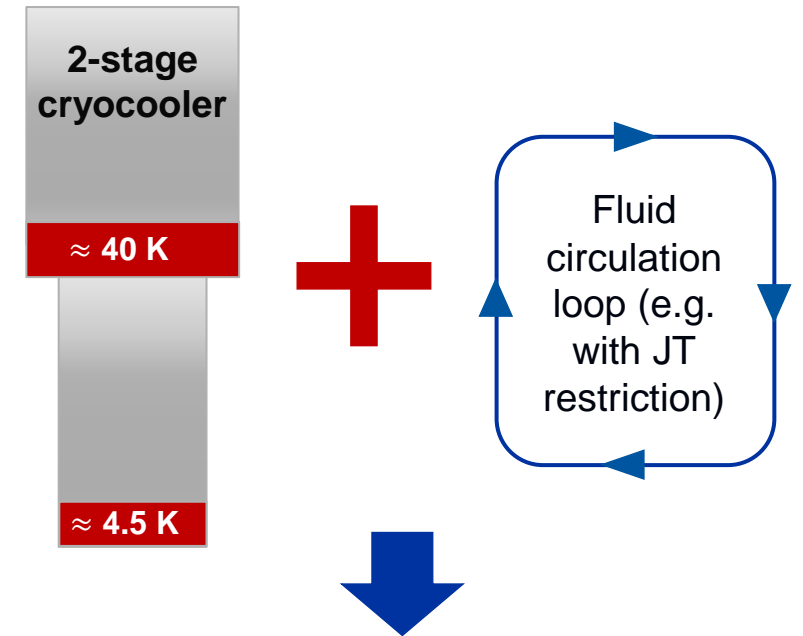 2-stage
cryocooler
≈ 40 K
≈ 4.5 K
Fluid
circulation
loop (e.g.
with JT
restriction)